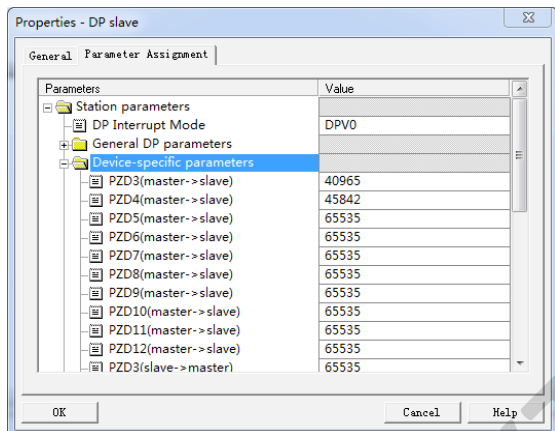 Properties - DP slave
General Parameter Assignment
Parameters Value
Station parameters
DP Interrupt Mode DPV0
General DP parameters
Device-specific parameters
PZD3(master->slave) 40965
PZD4(master->slave) 45842
PZD5(master->slave) 65535
PZD6(master->slave) 65535
PZD7(master->slave) 65535
PZD8(master->slave) 65535
PZD9(master->slave) 65535
PZD10(master->slave) 65535
PZD11(master->slave) 65535
PZD12(master->slave) 65535
PZD3(slave->master) 65535
OK Cancel Help